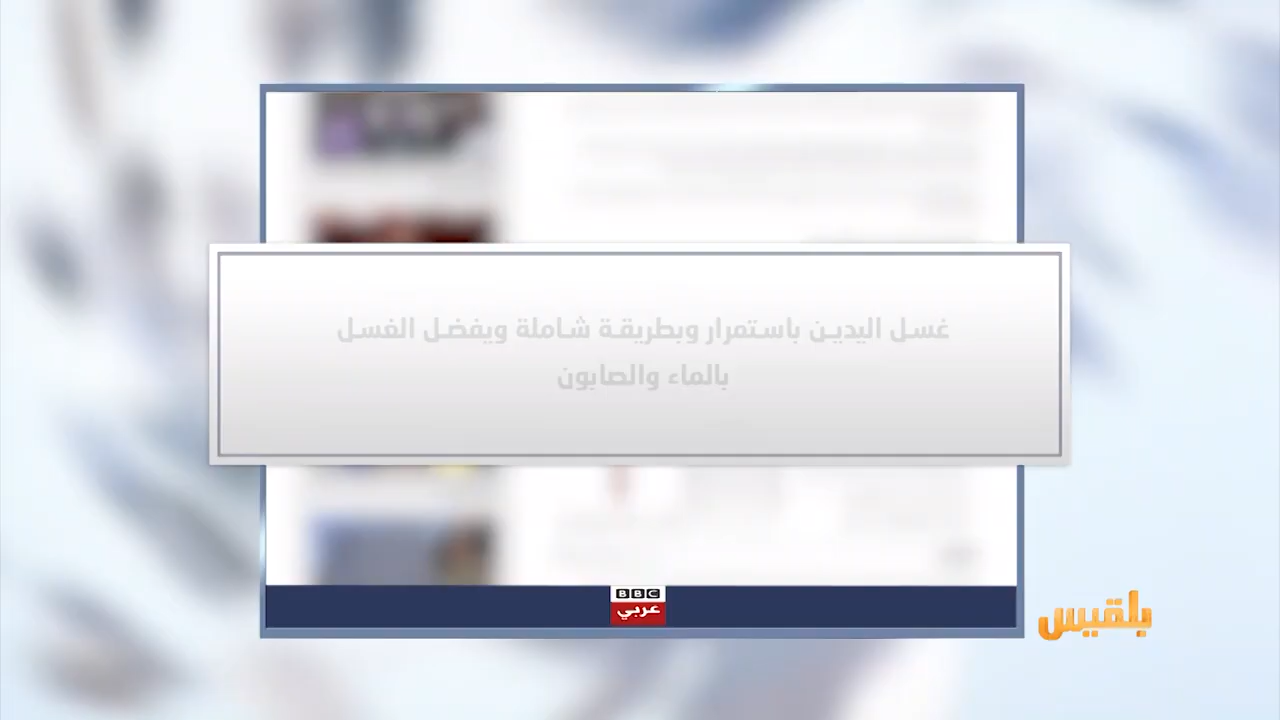 غسل اليدين باستمرار وبطريقة شاملة ويفضل الغسل
بالماء والصابون
BBC
عربي
بلقيس